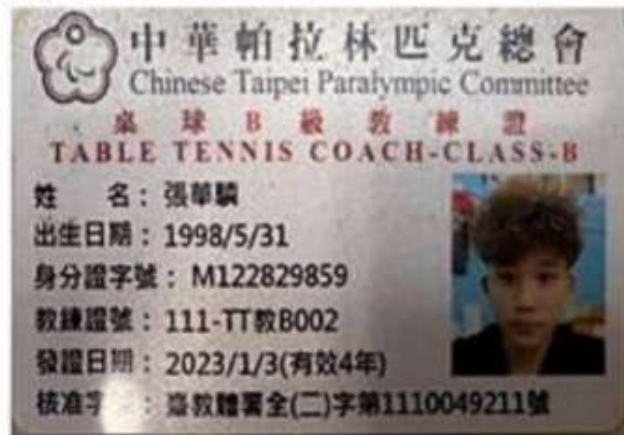 中華帕拉林匹克總會
Chinese Taipei Paralympic Committee
桌球B級教練證
TABLE TENNIS COACH-CLASS-B
姓 名：張華驎
出生日期：1998/5/31
身分證字號：M122829859
教練證號：111-TT教B002
發證日期：2023/1/3(有效4年)
核准字：臺教體署全(二)字第1110049211號